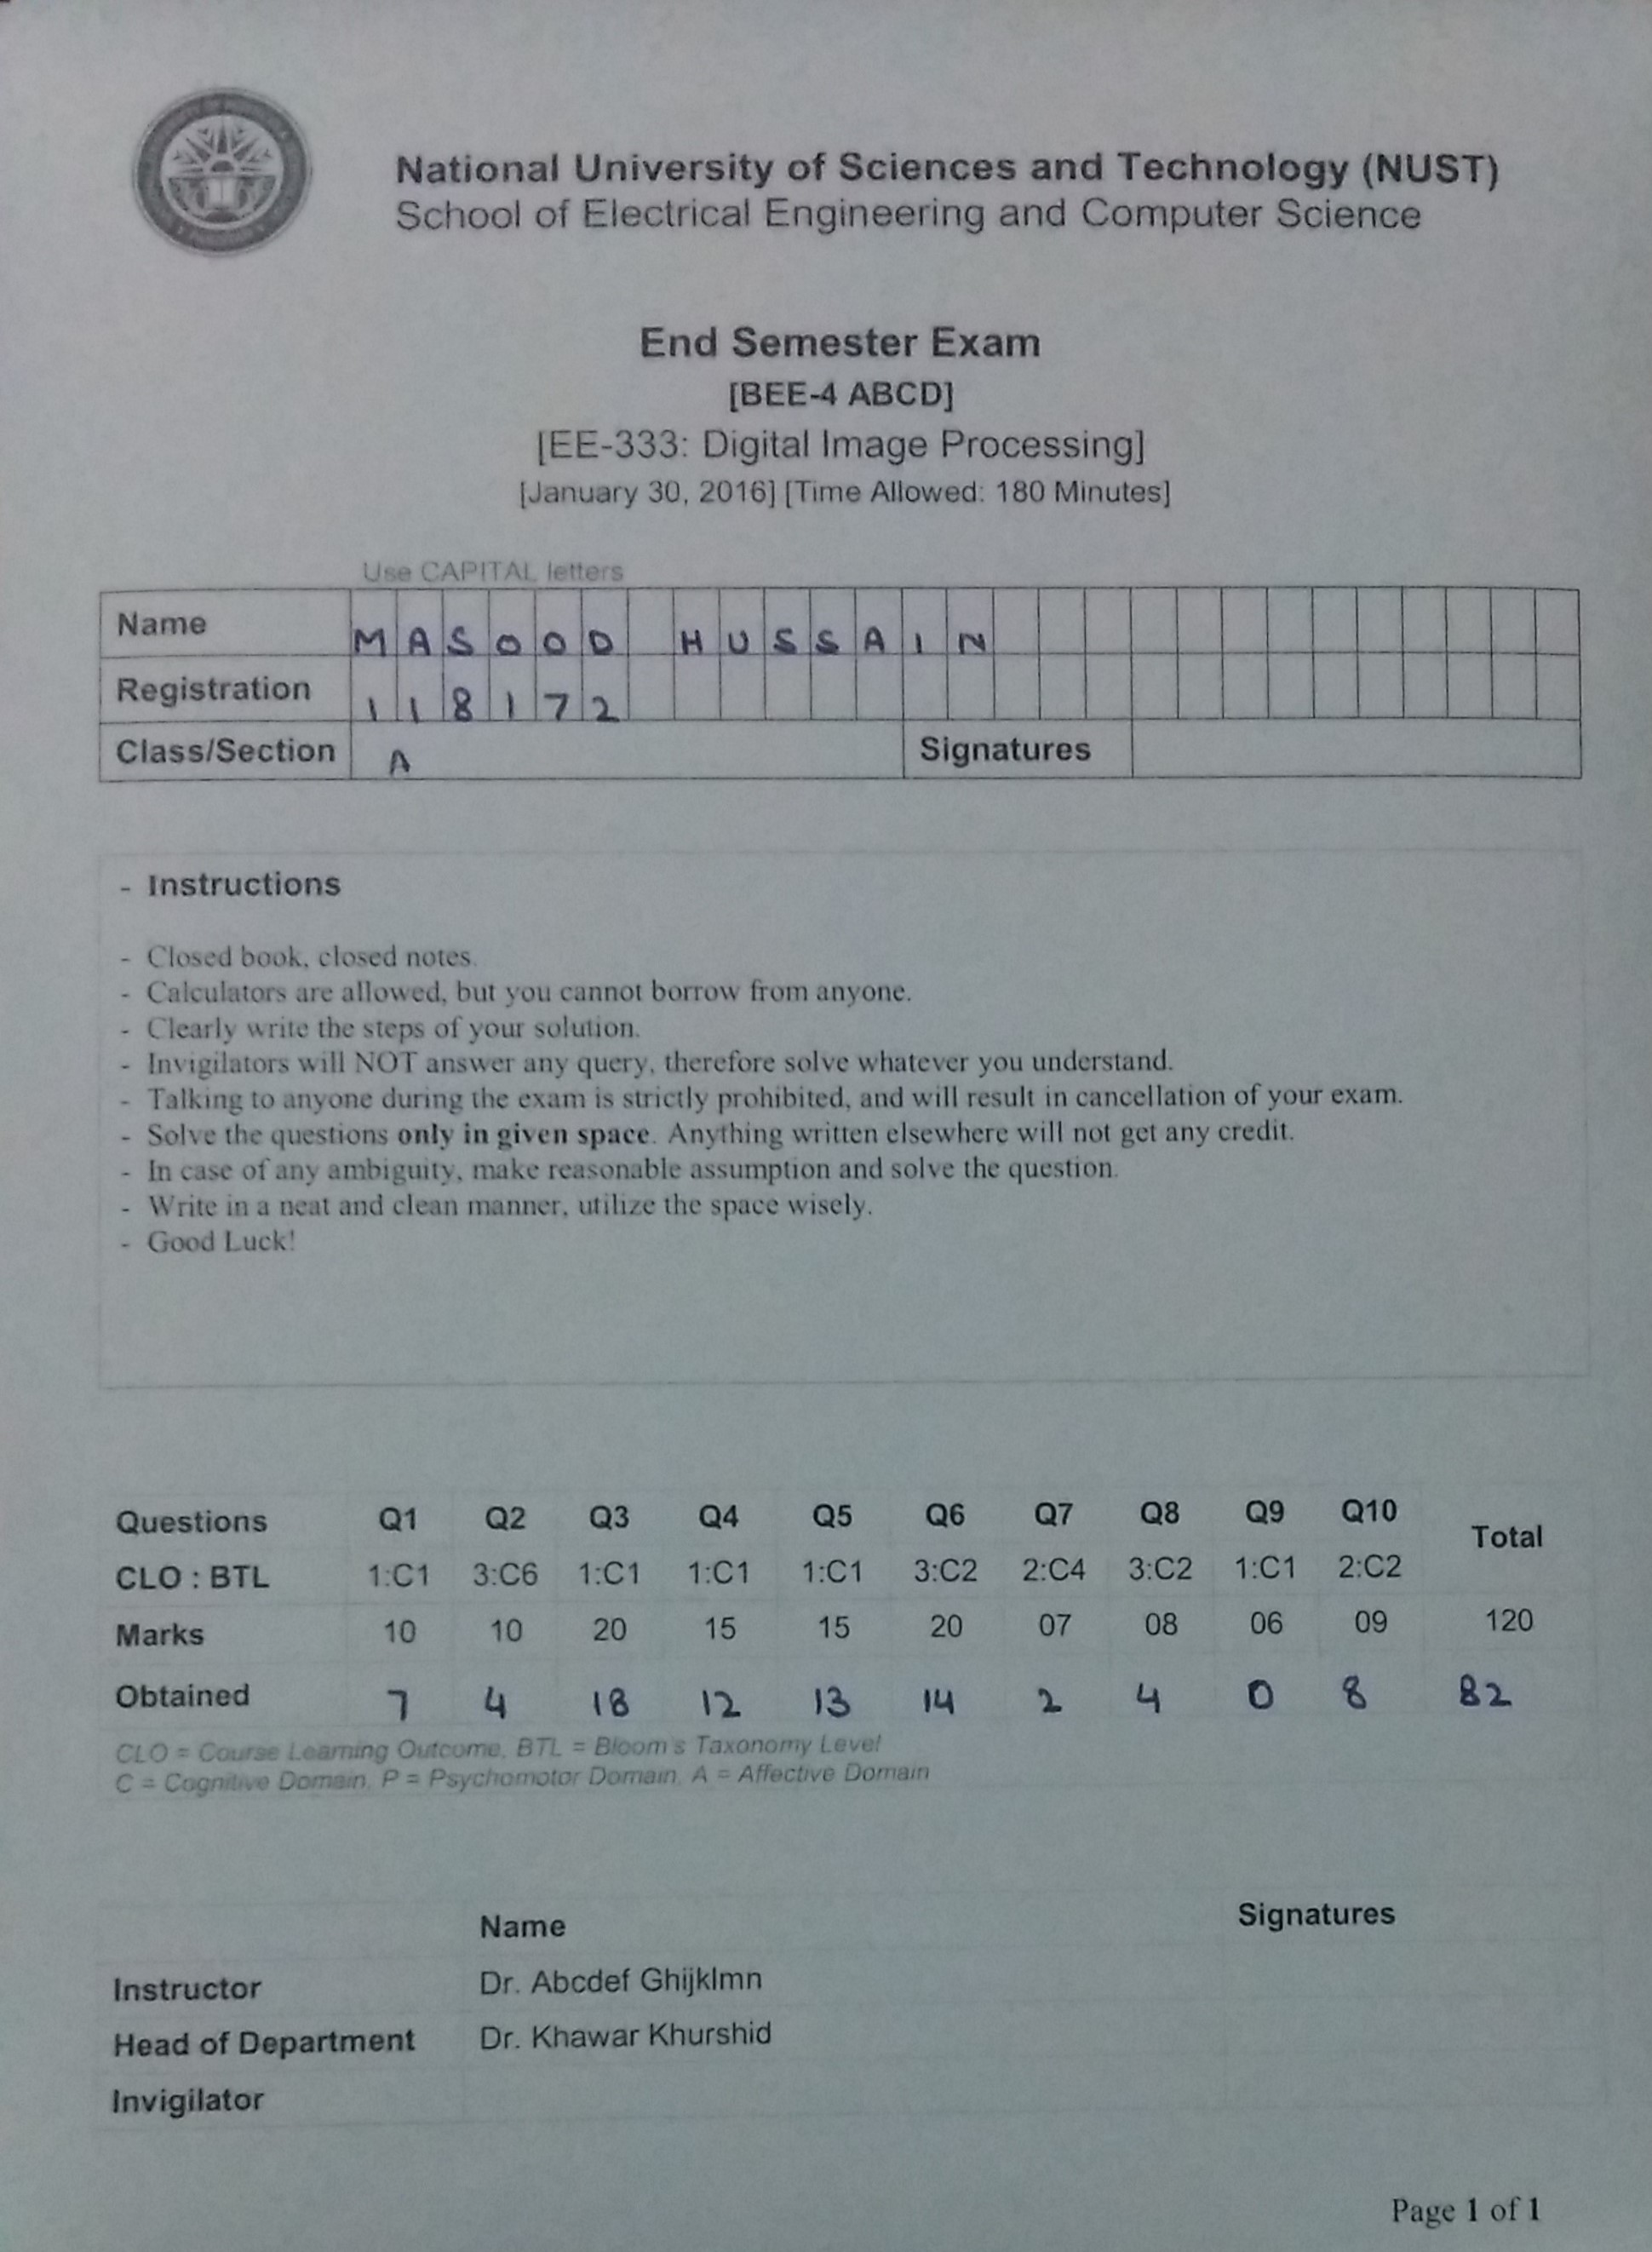 National University of Sciences and Technology (NUST)
School of Electrical Engineering and Computer Science
End Semester Exam
[BEE-4 ABCD]
[EE-333: Digital Image Processing]
[January 30, 2016] [Time Allowed: 180 Minutes]
Use CAPITAL letters
Name MASOOD HUSSAIN
Registration 118172
Class/Section A Signatures
- Instructions
- Closed book, closed notes.
- Calculators are allowed, but you cannot borrow from anyone.
- Clearly write the steps of your solution.
- Invigilators will NOT answer any query, therefore solve whatever you understand.
- Talking to anyone during the exam is strictly prohibited, and will result in cancellation of your exam.
- Solve the questions only in given space. Anything written elsewhere will not get any credit.
- In case of any ambiguity, make reasonable assumption and solve the question.
- Write in a neat and clean manner, utilize the space wisely.
- Good Luck!
Questions Q1 Q2 Q3 Q4 Q5 Q6 Q7 Q8 Q9 Q10 Total
CLO : BTL 1:C1 3:C6 1:C1 1:C1 1:C1 3:C2 2:C4 3:C2 1:C1 2:C2
Marks 10 10 20 15 15 20 07 08 06 09 120
Obtained 7 4 18 12 13 14 2 4 0 8 82
CLO = Course Learning Outcome, BTL = Bloom's Taxonomy Level
C = Cognitive Domain, P = Psychomotor Domain, A = Affective Domain
Name Signatures
Instructor Dr. Abcdef Ghijklmn
Head of Department Dr. Khawar Khurshid
Invigilator
Page 1 of 1